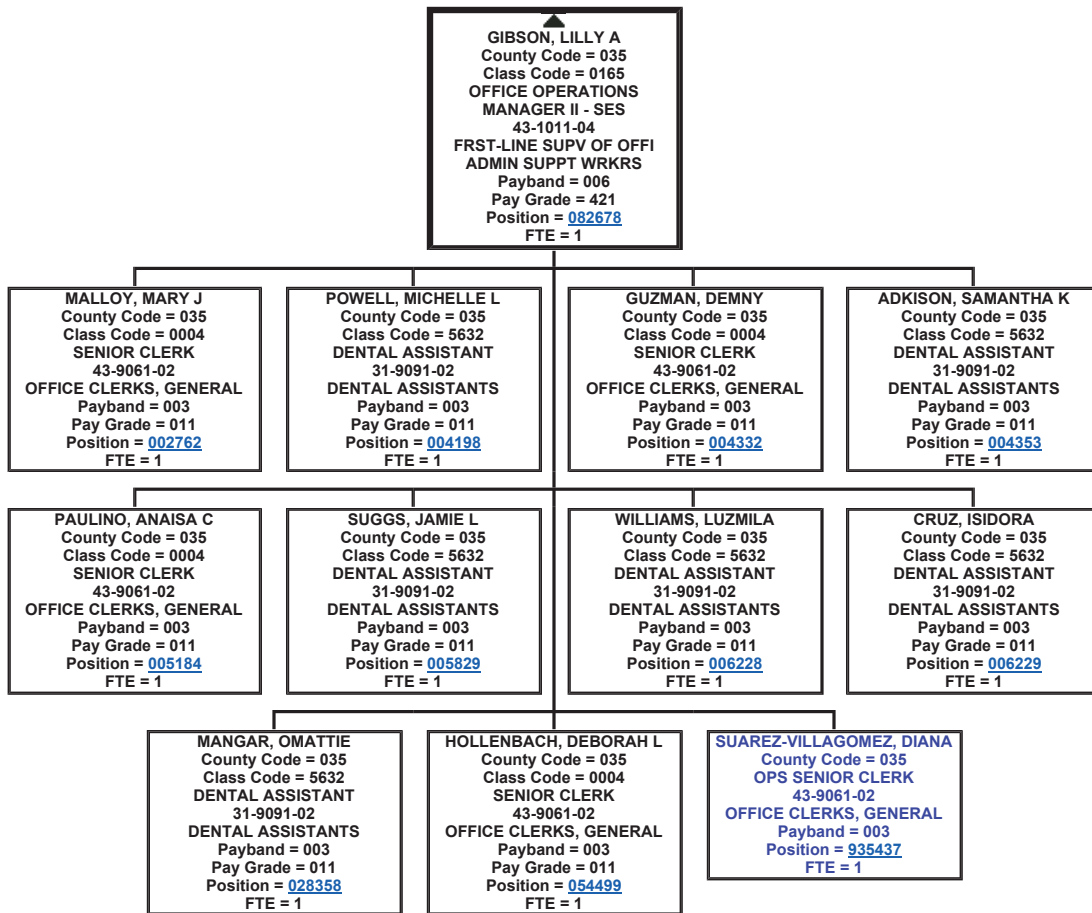 GIBSON, LILLY A
County Code = 035
Class Code = 0165
OFFICE OPERATIONS
MANAGER II - SES
43-1011-04
FRST-LINE SUPV OF OFFI
ADMIN SUPPT WRKRS
Payband = 006
Pay Grade = 421
Position = 082678
FTE = 1
MALLOY, MARY J
County Code = 035
Class Code = 0004
SENIOR CLERK
43-9061-02
OFFICE CLERKS, GENERAL
Payband = 003
Pay Grade = 011
Position = 002762
FTE = 1
POWELL, MICHELLE L
County Code = 035
Class Code = 5632
DENTAL ASSISTANT
31-9091-02
DENTAL ASSISTANTS
Payband = 003
Pay Grade = 011
Position = 004198
FTE = 1
GUZMAN, DEMNY
County Code = 035
Class Code = 0004
SENIOR CLERK
43-9061-02
OFFICE CLERKS, GENERAL
Payband = 003
Pay Grade = 011
Position = 004332
FTE = 1
ADKISON, SAMANTHA K
County Code = 035
Class Code = 5632
DENTAL ASSISTANT
31-9091-02
DENTAL ASSISTANTS
Payband = 003
Pay Grade = 011
Position = 004353
FTE = 1
PAULINO, ANAISA C
County Code = 035
Class Code = 0004
SENIOR CLERK
43-9061-02
OFFICE CLERKS, GENERAL
Payband = 003
Pay Grade = 011
Position = 005184
FTE = 1
SUGGS, JAMIE L
County Code = 035
Class Code = 5632
DENTAL ASSISTANT
31-9091-02
DENTAL ASSISTANTS
Payband = 003
Pay Grade = 011
Position = 005829
FTE = 1
WILLIAMS, LUZMILA
County Code = 035
Class Code = 5632
DENTAL ASSISTANT
31-9091-02
DENTAL ASSISTANTS
Payband = 003
Pay Grade = 011
Position = 006228
FTE = 1
CRUZ, ISIDORA
County Code = 035
Class Code = 5632
DENTAL ASSISTANT
31-9091-02
DENTAL ASSISTANTS
Payband = 003
Pay Grade = 011
Position = 006229
FTE = 1
MANGAR, OMATTIE
County Code = 035
Class Code = 5632
DENTAL ASSISTANT
31-9091-02
DENTAL ASSISTANTS
Payband = 003
Pay Grade = 011
Position = 028358
FTE = 1
HOLLENBACH, DEBORAH L
County Code = 035
Class Code = 0004
SENIOR CLERK
43-9061-02
OFFICE CLERKS, GENERAL
Payband = 003
Pay Grade = 011
Position = 054499
FTE = 1
SUAREZ-VILLAGOMEZ, DIANA
County Code = 035
OPS SENIOR CLERK
43-9061-02
OFFICE CLERKS, GENERAL
Payband = 003
Position = 935437
FTE = 1